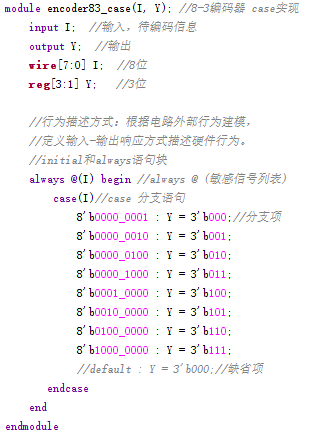 module encoder83_case(I, Y); //8-3编码器 case实现
input I;  //输入，待编码信息
output Y;  //输出
wire[7:0] I;  //8位
reg[3:1] Y;  //3位
//行为描述方式：根据电路外部行为建模，
//定义输入-输出响应方式描述硬件行为。
//initial和always语句块
always @(I) begin //always @ (敏感信号列表)
case(I)//case 分支语句
8'b0000_0001 : Y = 3'b000;//分支项
8'b0000_0010 : Y = 3'b001;
8'b0000_0100 : Y = 3'b010;
8'b0000_1000 : Y = 3'b011;
8'b0001_0000 : Y = 3'b100;
8'b0010_0000 : Y = 3'b101;
8'b0100_0000 : Y = 3'b110;
8'b1000_0000 : Y = 3'b111;
//default : Y = 3'b000;//缺省项
endcase
end
endmodule